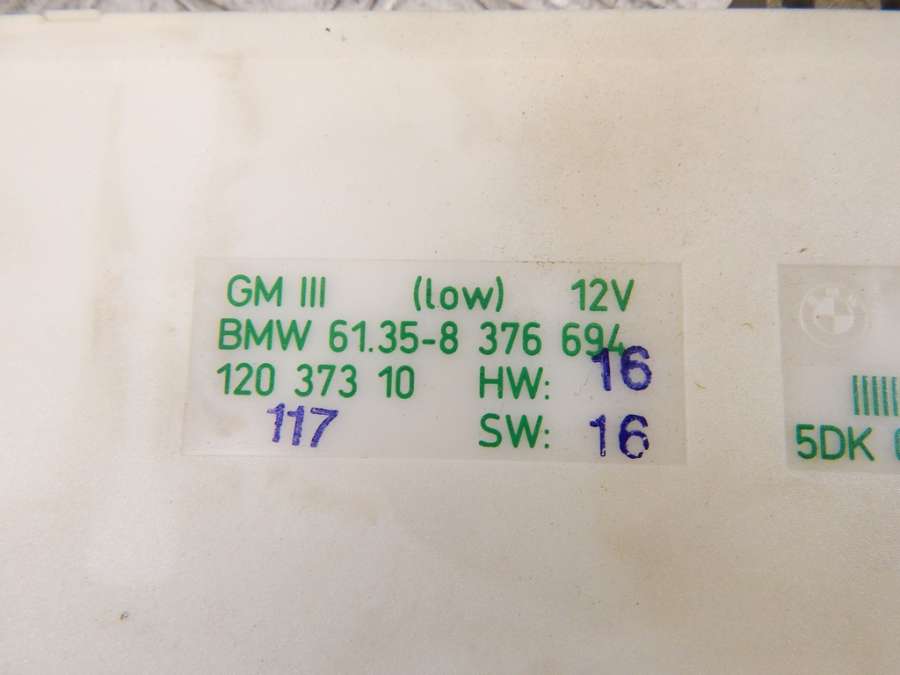 GM III (low) 12V
BMW 61.35-8 376 694
120 373 10 HW: 16
117 SW: 16
5DK